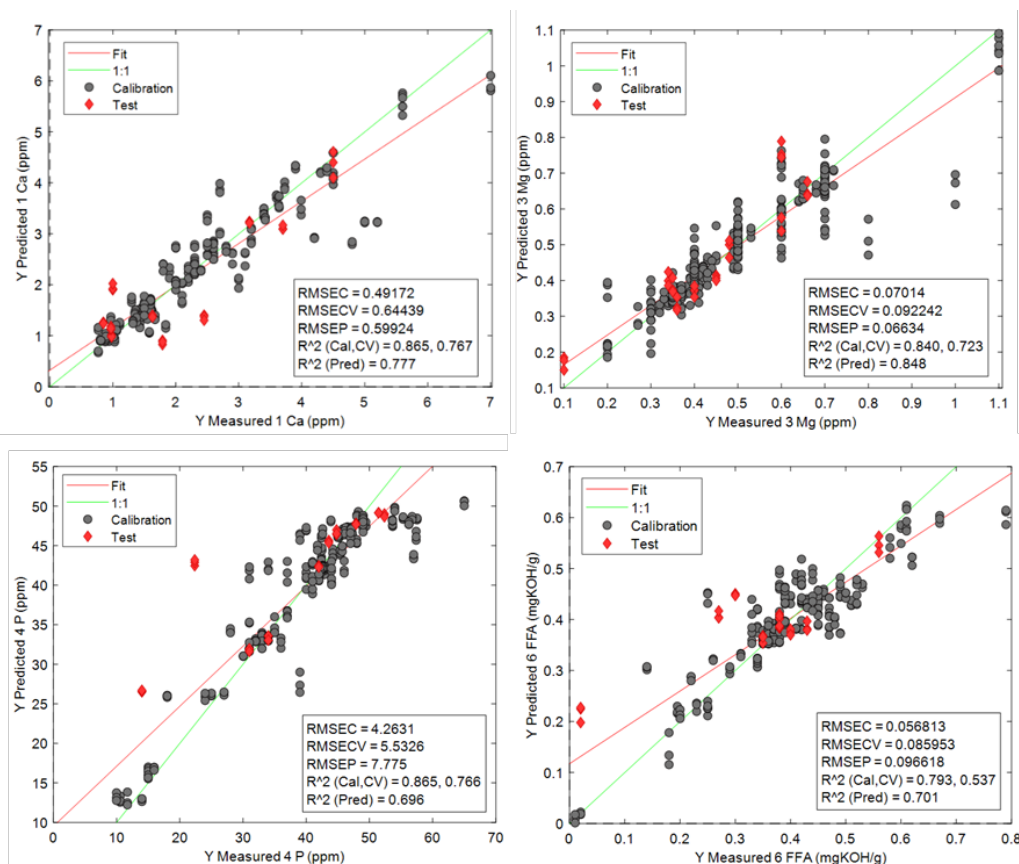 7
6
5
4
3
2
1
0
Y Predicted 1 Ca (ppm)
Fit
1:1
Calibration
Test
RMSEC = 0.49172
RMSECV = 0.64439
RMSEP = 0.59924
R^2 (Cal,CV) = 0.865, 0.767
R^2 (Pred) = 0.777
0 1 2 3 4 5 6 7
Y Measured 1 Ca (ppm)
1.1
1
0.9
0.8
0.7
0.6
0.5
0.4
0.3
0.2
0.1
Y Predicted 3 Mg (ppm)
Fit
1:1
Calibration
Test
RMSEC = 0.07014
RMSECV = 0.092242
RMSEP = 0.06634
R^2 (Cal,CV) = 0.840, 0.723
R^2 (Pred) = 0.848
0.1 0.2 0.3 0.4 0.5 0.6 0.7 0.8 0.9 1 1.1
Y Measured 3 Mg (ppm)
55
50
45
40
35
30
25
20
15
10
Y Predicted 4 P (ppm)
Fit
1:1
Calibration
Test
RMSEC = 4.2631
RMSECV = 5.5326
RMSEP = 7.775
R^2 (Cal,CV) = 0.865, 0.766
R^2 (Pred) = 0.696
0 10 20 30 40 50 60 70
Y Measured 4 P (ppm)
0.7
0.6
0.5
0.4
0.3
0.2
0.1
0
Y Predicted 6 FFA (mgKOH/g)
Fit
1:1
Calibration
Test
RMSEC = 0.056813
RMSECV = 0.085953
RMSEP = 0.096618
R^2 (Cal,CV) = 0.793, 0.537
R^2 (Pred) = 0.701
0 0.1 0.2 0.3 0.4 0.5 0.6 0.7 0.8
Y Measured 6 FFA (mgKOH/g)